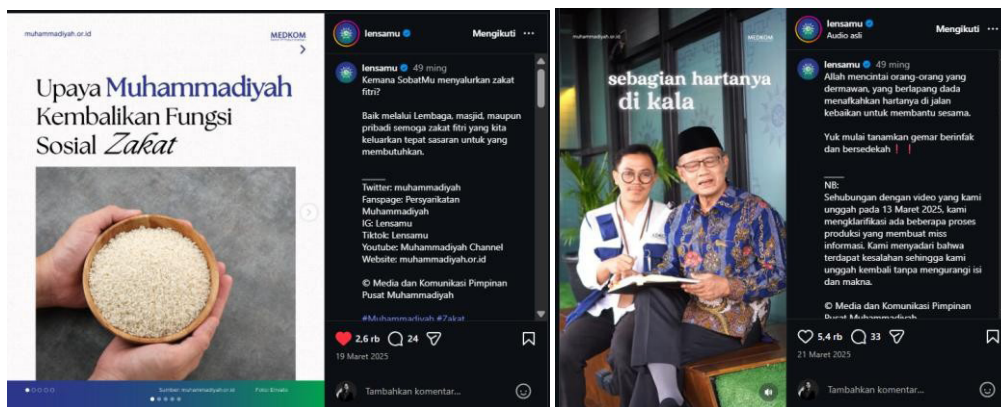 muhammadiyah.or.id
MEDKOM
Upaya Muhammadiyah
Kembalikan Fungsi
Sosial Zakat
Sumber: muhammadiyah.or.id
Foto: Envato
lensamu
Mengikuti
lensamu 49 ming
Kemana SobatMu menyalurkan zakat
fitri?
Baik melalui Lembaga, masjid, maupun
pribadi semoga zakat fitri yang kita
keluarkan tepat sasaran untuk yang
membutuhkan.
Twitter: muhammadiyah
Fanspage: Persyarikatan
Muhammadiyah
IG: Lensamu
Tiktok: Lensamu
Youtube: Muhammadiyah Channel
Website: muhammadiyah.or.id
© Media dan Komunikasi Pimpinan
Pusat Muhammadiyah
#Muhammadiyah #Zakat
2,6 rb 24
19 Maret 2025
Tambahkan komentar...
muhammadiyah.or.id
MEDKOM
sebagian hartanya
di kala
lensamu
Audio asli
Mengikuti
lensamu 49 ming
Allah mencintai orang-orang yang
dermawan, yang berlapang dada
menafkahkan hartanya di jalan
kebaikan untuk membantu sesama.
Yuk mulai tanamkan gemar berinfak
dan bersedekah❗❗
NB:
Sehubungan dengan video yang kami
unggah pada 13 Maret 2025, kami
mengklarifikasi ada beberapa proses
produksi yang membuat miss
informasi. Kami menyadari bahwa
terdapat kesalahan sehingga kami
unggah kembali tanpa mengurangi isi
dan makna.
© Media dan Komunikasi Pimpinan
Pusat Muhammadiyah
5,4 rb 33
21 Maret 2025
Tambahkan komentar...